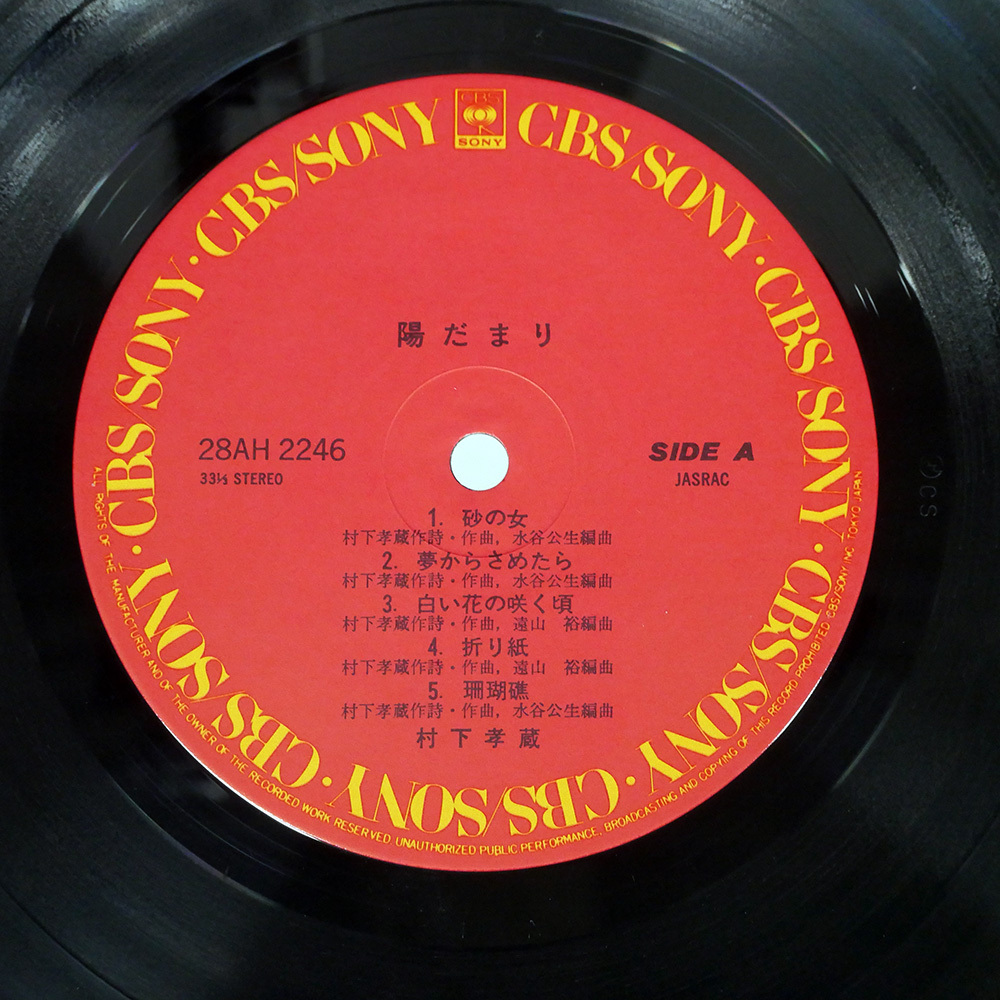 CBS
SONY
CBS/SONY · CBS/SONY · CBS/SONY · CBS/SONY · CBS/SONY · CBS/SONY · CBS/SONY
陽だまり
28AH 2246
33⅓ STEREO
SIDE A
JASRAC
1. 砂の女
村下孝蔵作詩・作曲, 水谷公生編曲
2. 夢からさめたら
村下孝蔵作詩・作曲, 水谷公生編曲
3. 白い花の咲く頃
村下孝蔵作詩・作曲, 遠山 裕編曲
4. 折り紙
村下孝蔵作詩・作曲, 遠山 裕編曲
5. 珊瑚礁
村下孝蔵作詩・作曲, 水谷公生編曲
村下孝蔵
ALL RIGHTS OF THE MANUFACTURER AND OF THE OWNER OF THE RECORDED WORK RESERVED. UNAUTHORIZED PUBLIC PERFORMANCE, BROADCASTING AND COPYING OF THIS RECORD PROHIBITED. CBS/SONY INC. TOKYO JAPAN